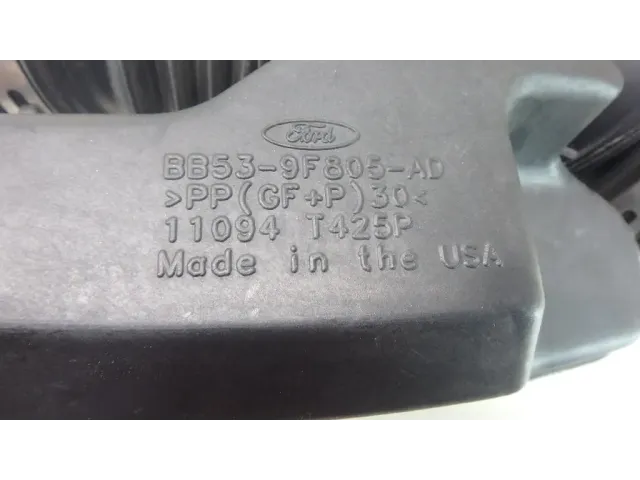 Ford
BB53-9F805-AD
>PP(GF+P)30<
11094 T425P
Made in the USA